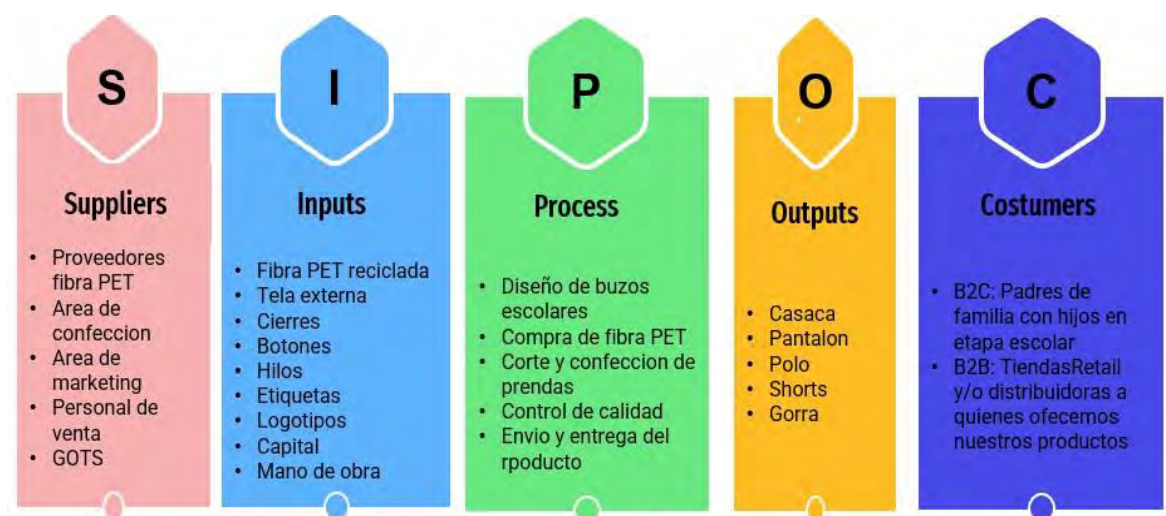 S
Suppliers
• Proveedores
fibra PET
• Area de
confeccion
• Area de
marketing
• Personal de
venta
• GOTS
I
Inputs
• Fibra PET reciclada
• Tela externa
• Cierres
• Botones
• Hilos
• Etiquetas
• Logotipos
• Capital
• Mano de obra
P
Process
• Diseño de buzos
escolares
• Compra de fibra PET
• Corte y confeccion de
prendas
• Control de calidad
• Envio y entrega del
rpoducto
O
Outputs
• Casaca
• Pantalon
• Polo
• Shorts
• Gorra
C
Costumers
• B2C: Padres de
familia con hijos en
etapa escolar
• B2B: TiendasRetail
y/o distribuidoras a
quienes ofecemos
nuestros productos